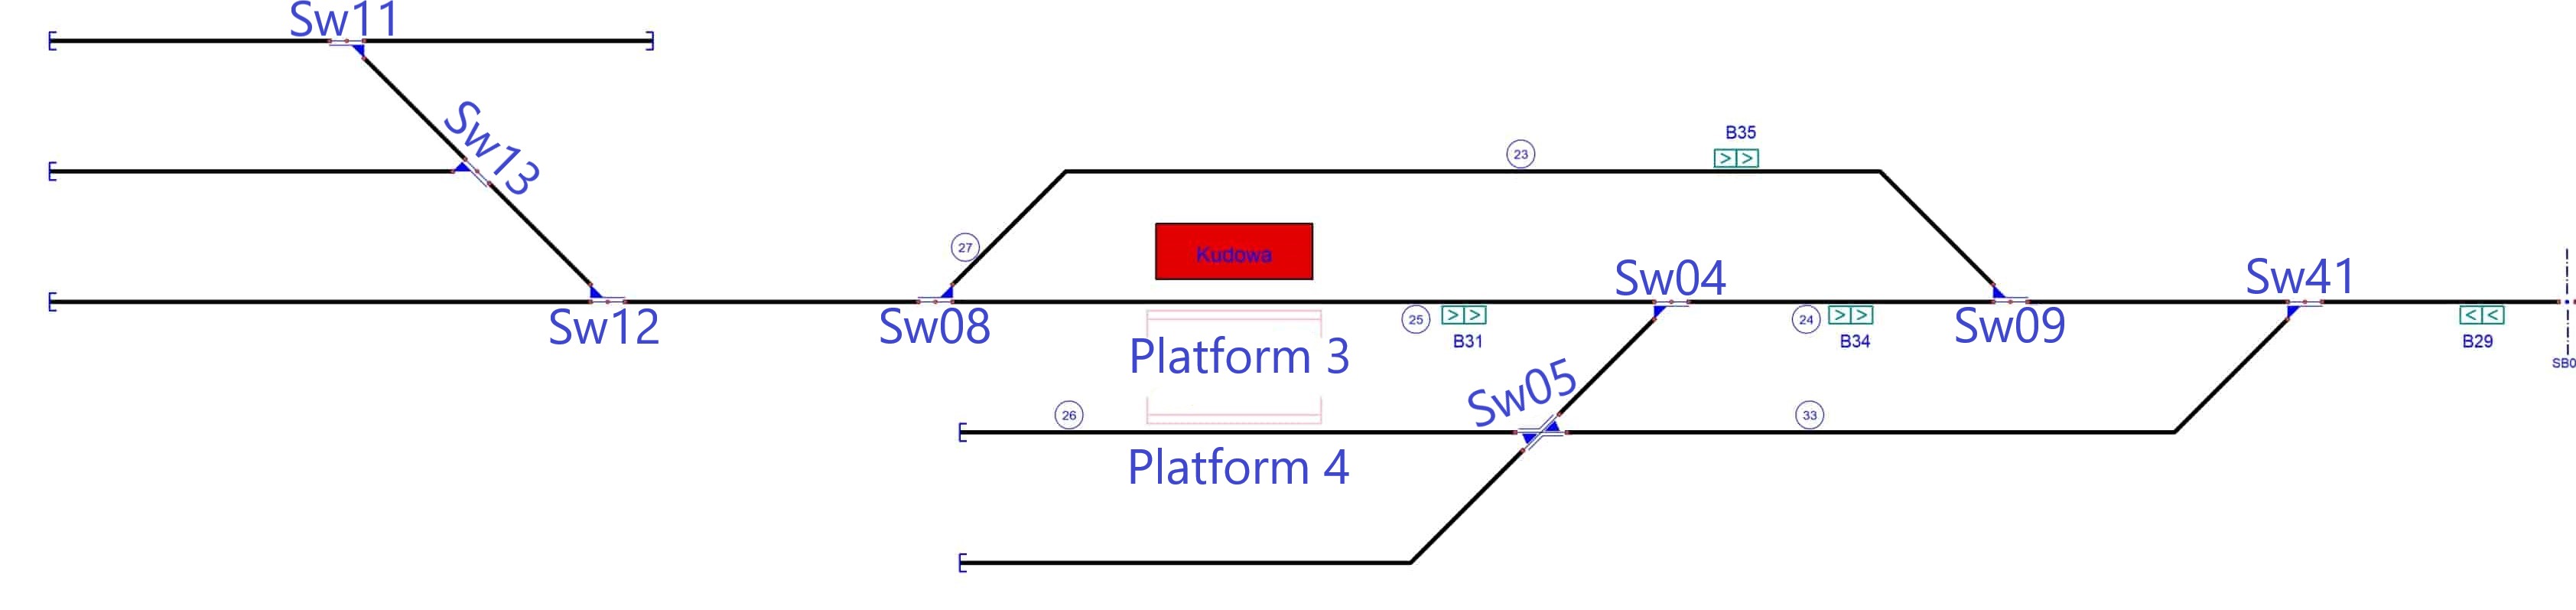 Sw11
Sw13
B35
> >
23
27
Kudowa
Sw04
Sw41
Sw12
Sw08
Platform 3
25
> >
B31
24
> >
B34
Sw09
< <
B29
SB0
Sw05
26
33
Platform 4